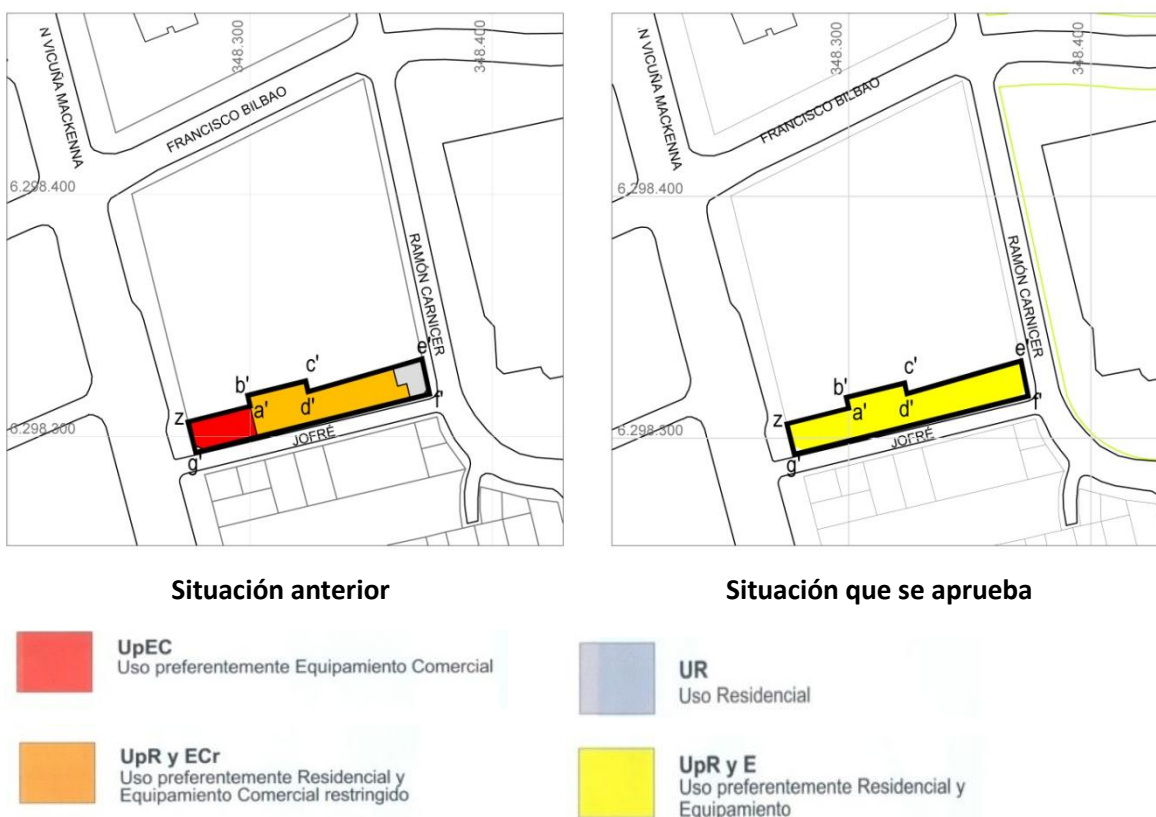 N VICUÑA MACKENNA
FRANCISCO BILBAO
348.300
348.400
6.298.400
RAMÓN CARNICER
e'
c'
b'
z
a'
d'
f'
6.298.300
JOFRÉ
g'
N VICUÑA MACKENNA
FRANCISCO BILBAO
348.300
348.400
6.298.400
RAMÓN CARNICER
e'
c'
b'
z
a'
d'
f'
6.298.300
JOFRÉ
g'
Situación anterior
Situación que se aprueba
UpEC
Uso preferentemente Equipamiento Comercial
UR
Uso Residencial
UpR y ECr
Uso preferentemente Residencial y
Equipamiento Comercial restringido
UpR y E
Uso preferentemente Residencial y
Equipamiento